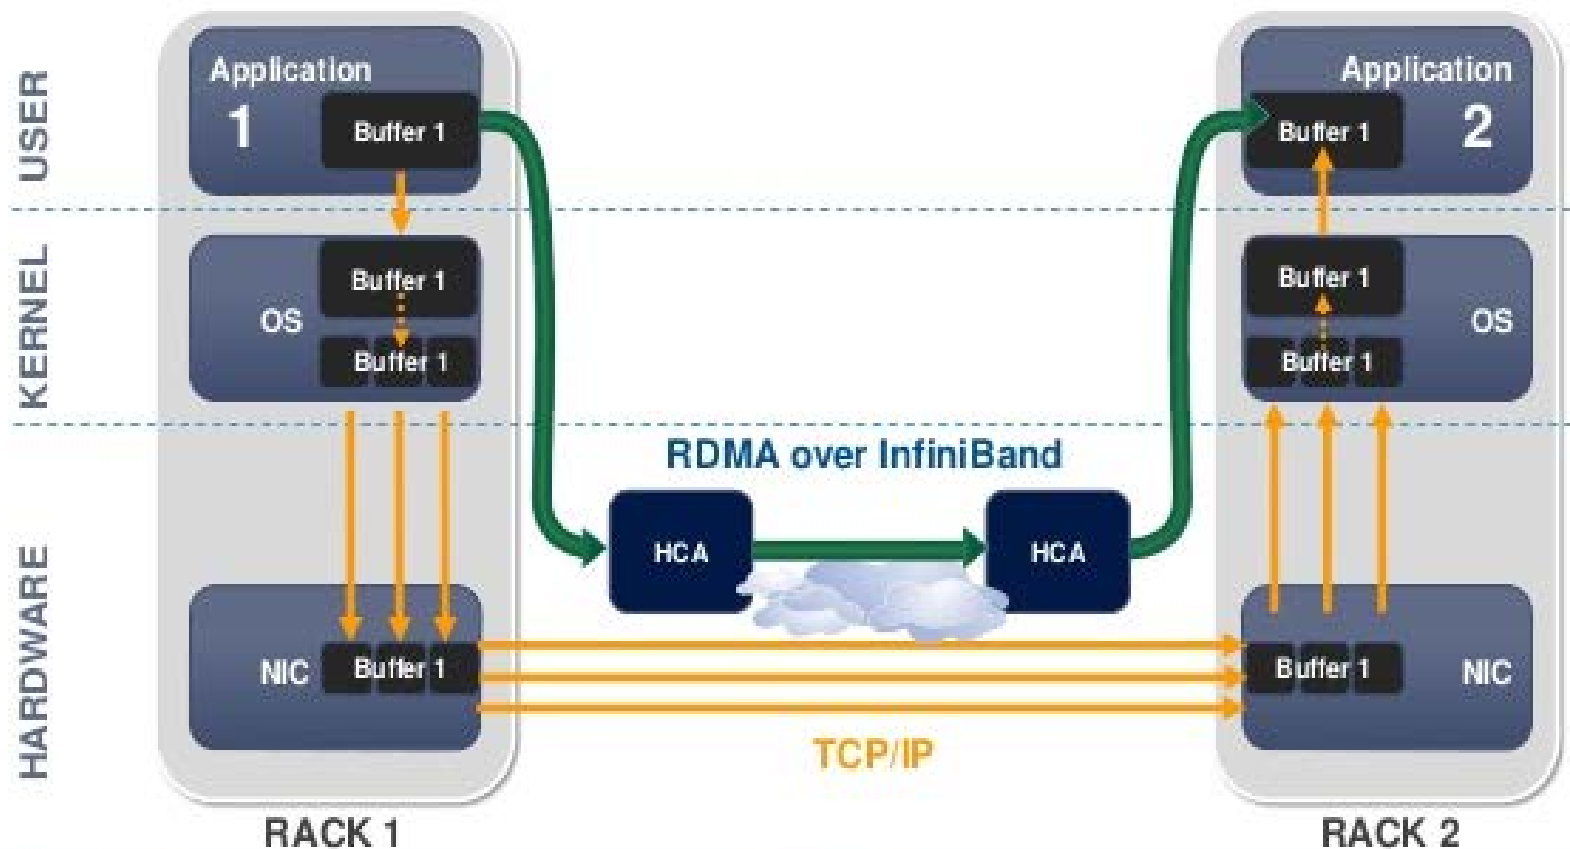 USER
Application
1
Buffer 1
Application
2
Buffer 1
KERNEL
OS
Buffer 1
Buffer 1
Buffer 1
Buffer 1
OS
HARDWARE
RDMA over InfiniBand
HCA
HCA
NIC
Buffer 1
Buffer 1
NIC
TCP/IP
RACK 1
RACK 2